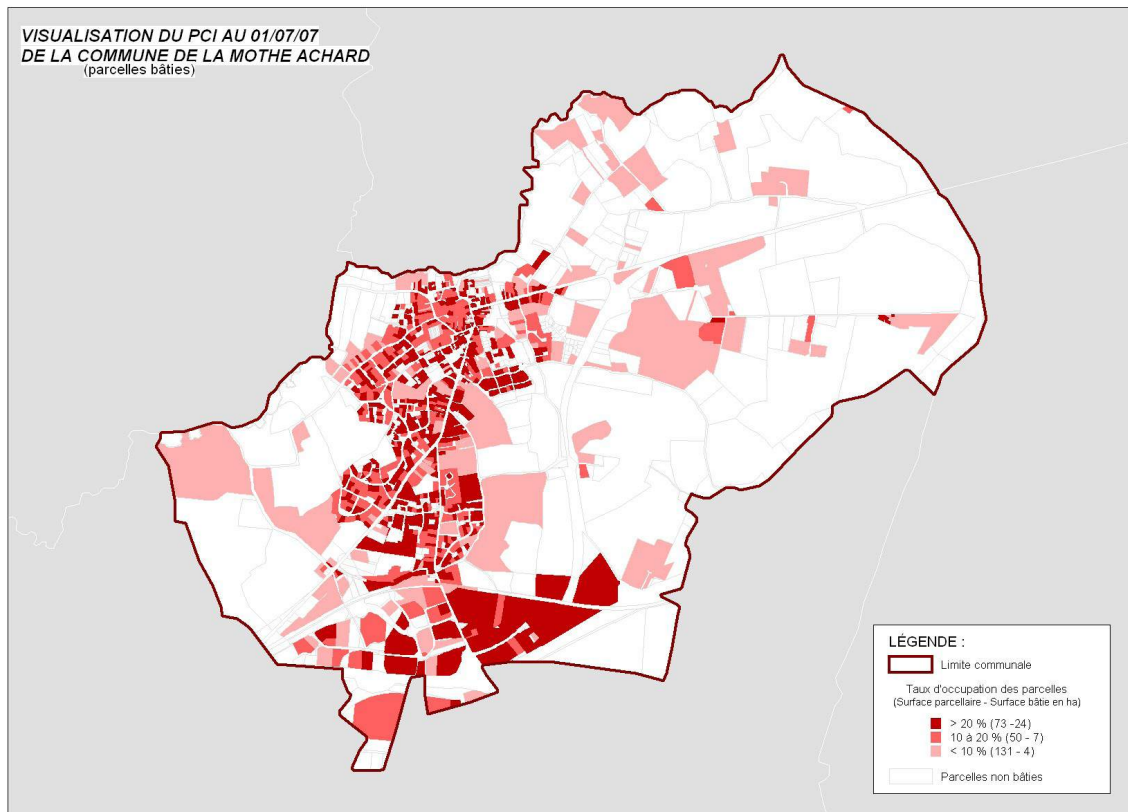 VISUALISATION DU PCI AU 01/07/07
DE LA COMMUNE DE LA MOTHE ACHARD
(parcelles bâties)
LÉGENDE :
Limite communale
Taux d'occupation des parcelles
(Surface parcellaire - Surface bâtie en ha)
> 20 % (73 -24)
10 à 20 % (50 - 7)
< 10 % (131 - 4)
Parcelles non bâties